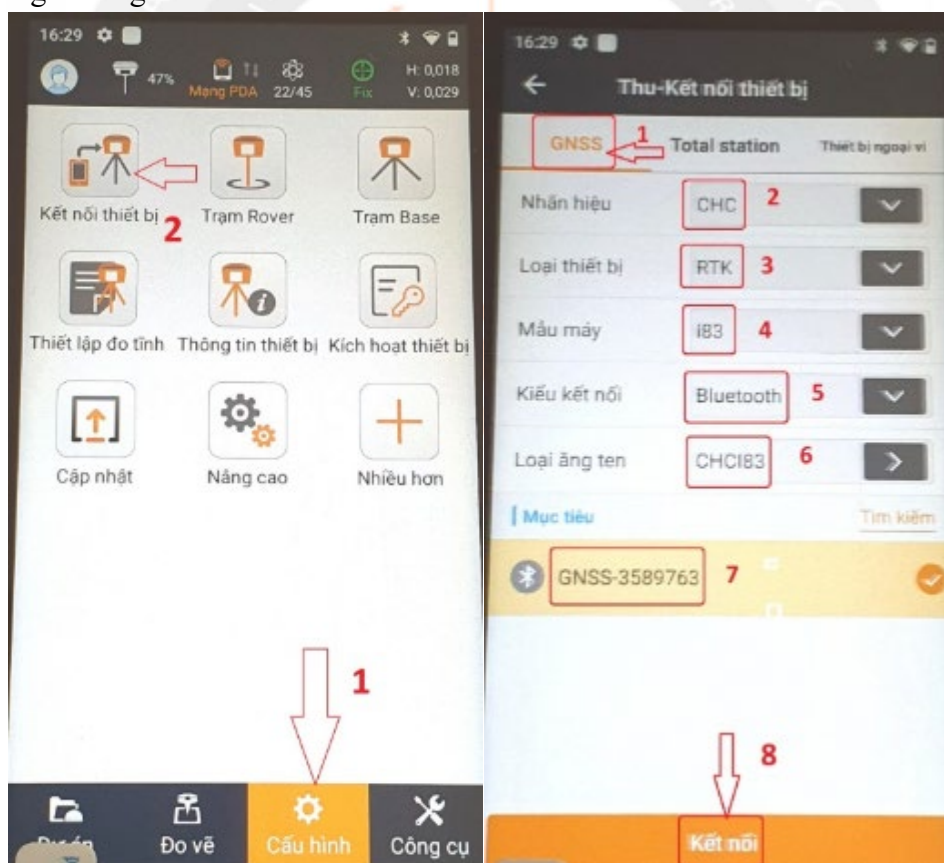 16:29
47%
Mạng PDA
22/45
Fix
H: 0,018
V: 0,029
Kết nối thiết bị
2
Trạm Rover
Trạm Base
Thiết lập đo tĩnh
Thông tin thiết bị
Kích hoạt thiết bị
Cập nhật
Nâng cao
Nhiều hơn
1
Đo vẽ
Cấu hình
Công cụ
16:29
Thu-Kết nối thiết bị
GNSS
1
Total station
Thiết bị ngoại vi
Nhãn hiệu
CHC
2
Loại thiết bị
RTK
3
Mẫu máy
i83
4
Kiểu kết nối
Bluetooth
5
Loại ăng ten
CHCI83
6
Mục tiêu
Tìm kiếm
GNSS-3589763
7
8
Kết nối